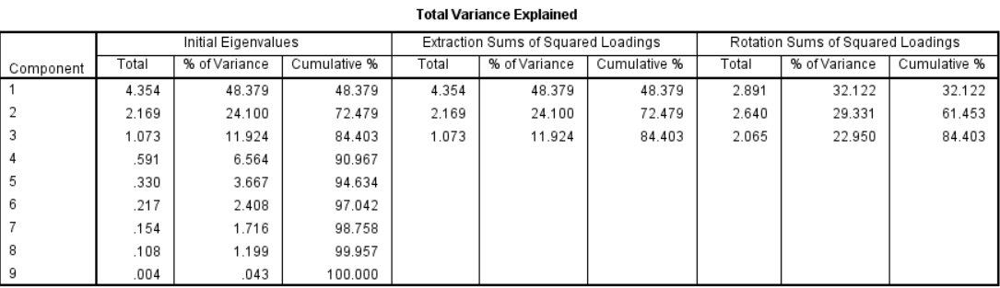 Total Variance Explained
Initial Eigenvalues Extraction Sums of Squared Loadings Rotation Sums of Squared Loadings
Component Total % of Variance Cumulative % Total % of Variance Cumulative % Total % of Variance Cumulative %
1 4.354 48.379 48.379 4.354 48.379 48.379 2.891 32.122 32.122
2 2.169 24.100 72.479 2.169 24.100 72.479 2.640 29.331 61.453
3 1.073 11.924 84.403 1.073 11.924 84.403 2.065 22.950 84.403
4 .591 6.564 90.967
5 .330 3.667 94.634
6 .217 2.408 97.042
7 .154 1.716 98.758
8 .108 1.199 99.957
9 .004 .043 100.000